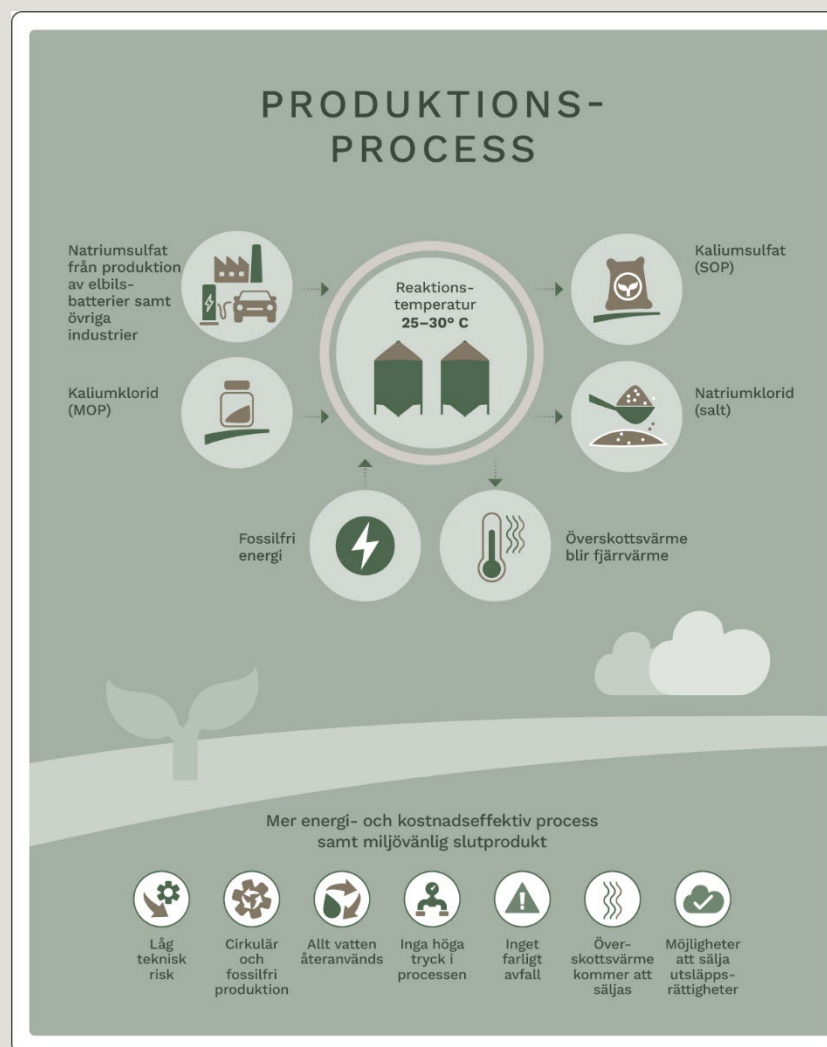 PRODUKTIONS-
PROCESS
Natriumsulfat
från produktion
av elbils-
batterier samt
övriga
industrier
Kaliumklorid
(MOP)
Reaktions-
temperatur
25–30° C
Kaliumsulfat
(SOP)
Natriumklorid
(salt)
Fossilfri
energi
Överskottsvärme
blir fjärrvärme
Mer energi- och kostnadseffektiv process
samt miljövänlig slutprodukt
Låg
teknisk
risk
Cirkulär
och
fossilfri
produktion
Allt vatten
återanvänds
Inga höga
tryck i
processen
Inget
farligt
avfall
Över-
skottsvärme
kommer att
säljas
Möjligheter
att sälja
utsläpps-
rättigheter